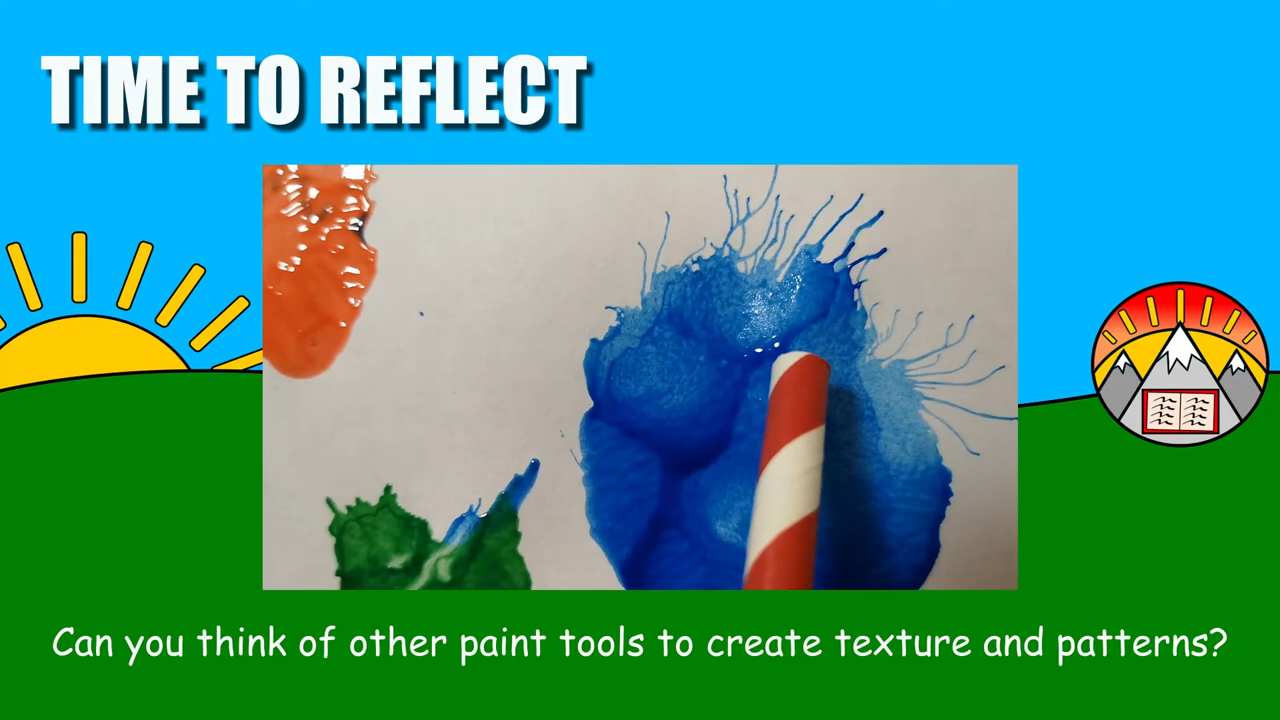 TIME TO REFLECT
Can you think of other paint tools to create texture and patterns?